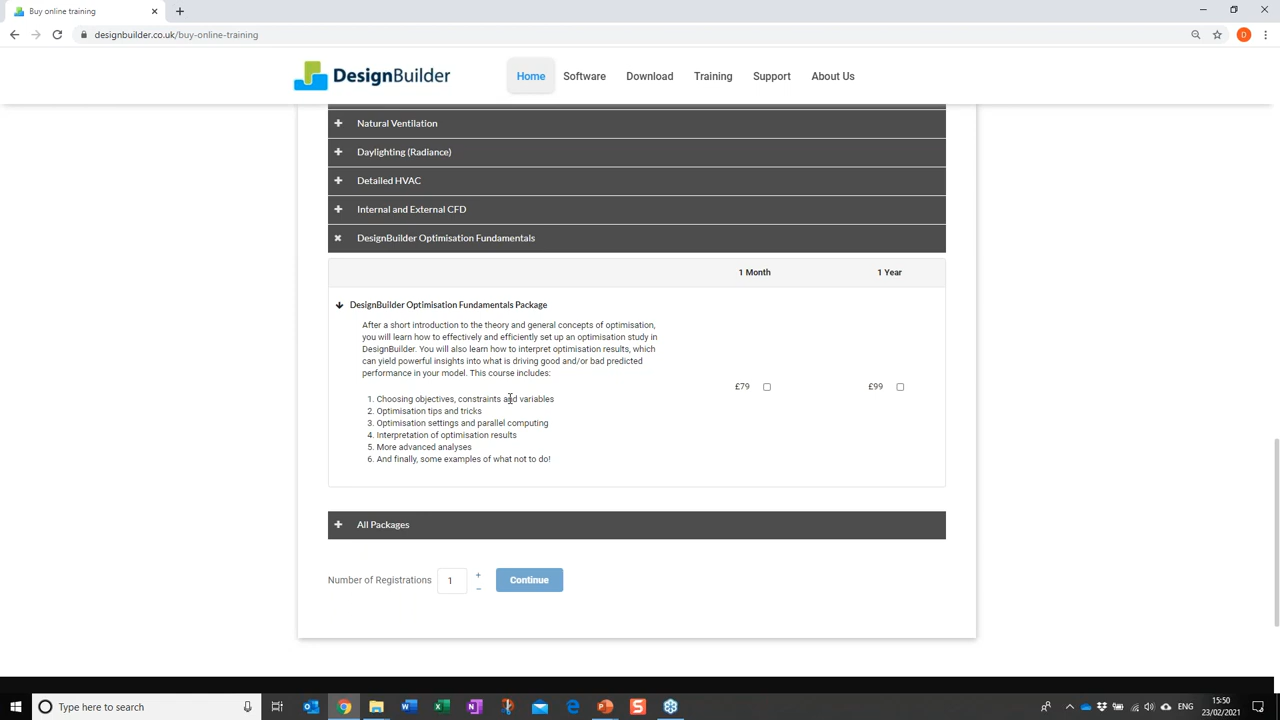 Buy online training
designbuilder.co.uk/buy-online-training
D
DesignBuilder
Home Software Download Training Support About Us
Natural Ventilation
Daylighting (Radiance)
Detailed HVAC
Internal and External CFD
DesignBuilder Optimisation Fundamentals
1 Month 1 Year
DesignBuilder Optimisation Fundamentals Package
After a short introduction to the theory and general concepts of optimisation,
you will learn how to effectively and efficiently set up an optimisation study in
DesignBuilder. You will also learn how to interpret optimisation results, which
can yield powerful insights into what is driving good and/or bad predicted
performance in your model. This course includes:
£79 £99
1. Choosing objectives, constraints and variables
2. Optimisation tips and tricks
3. Optimisation settings and parallel computing
4. Interpretation of optimisation results
5. More advanced analyses
6. And finally, some examples of what not to do!
All Packages
Number of Registrations 1 + − Continue
Type here to search
ENG
15:50
23/02/2021